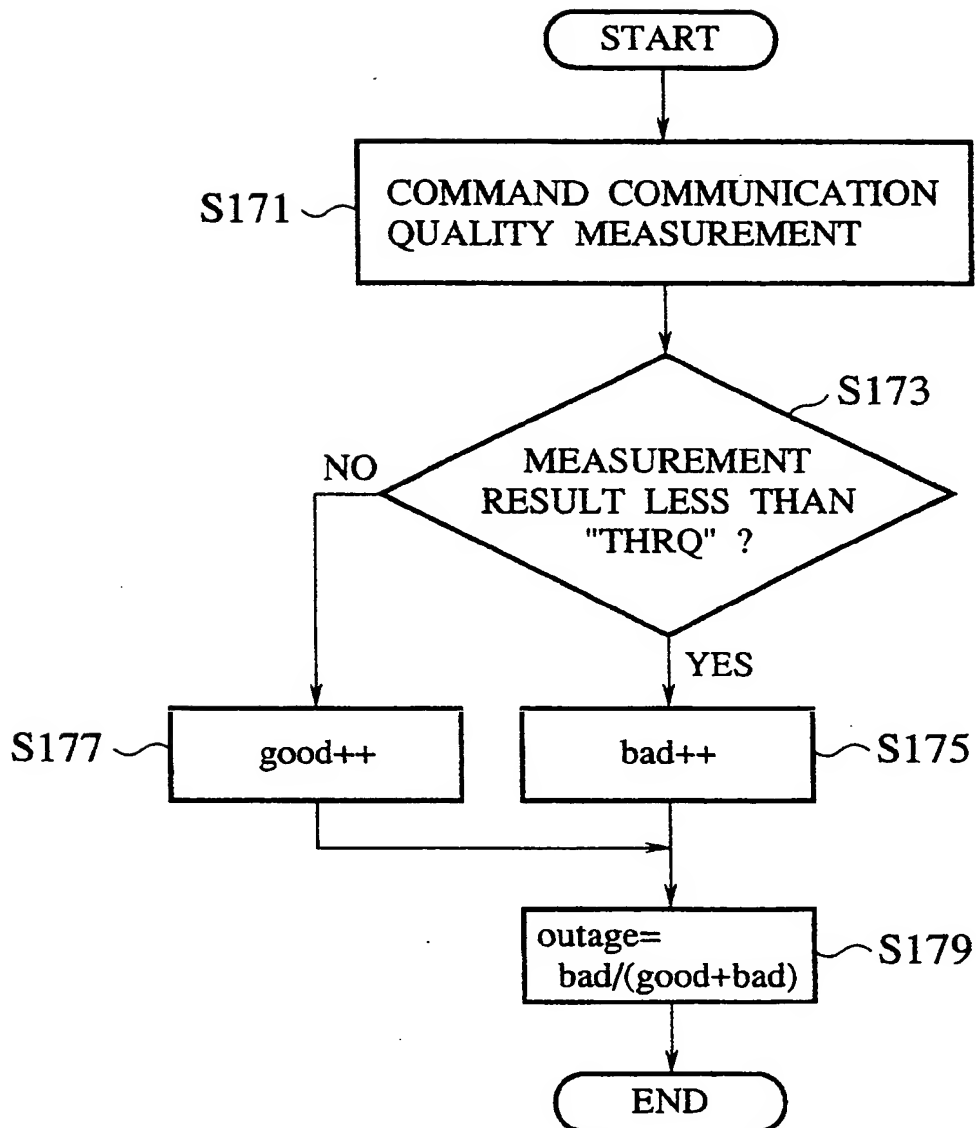 START
S171
COMMAND COMMUNICATION
QUALITY MEASUREMENT
S173
MEASUREMENT
RESULT LESS THAN
"THRQ" ?
NO
YES
S177
good++
bad++
S175
outage=
bad/(good+bad)
S179
END